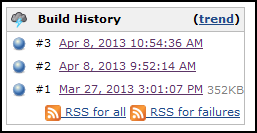 Build History (trend)
#3 Apr 8, 2013 10:54:36 AM
#2 Apr 8, 2013 9:52:14 AM
#1 Mar 27, 2013 3:01:07 PM 352KB
RSS for all RSS for failures